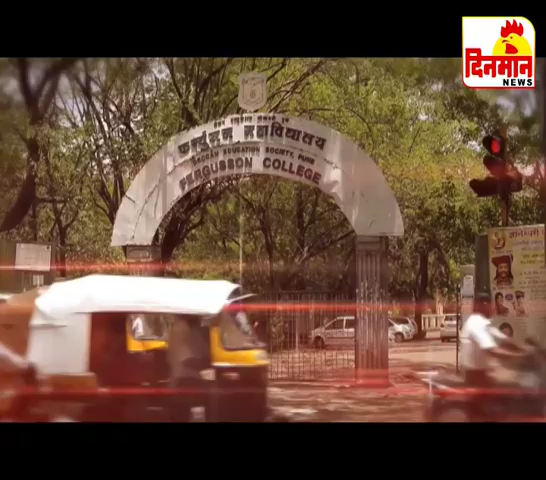 दिनमान
NEWS
फर्ग्युसन महाविद्यालय
DECCAN EDUCATION SOCIETY, PUNE
FERGUSSON COLLEGE